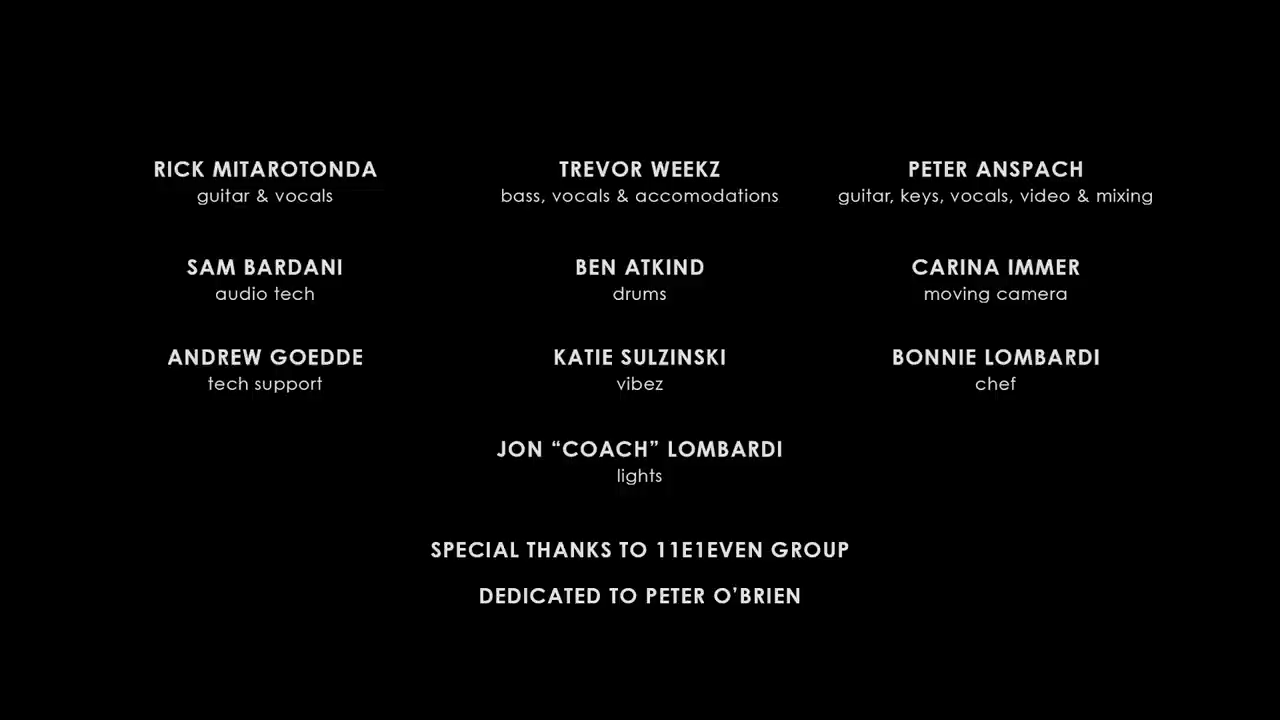 RICK MITAROTONDA
guitar & vocals
TREVOR WEEKZ
bass, vocals & accomodations
PETER ANSPACH
guitar, keys, vocals, video & mixing
SAM BARDANI
audio tech
BEN ATKIND
drums
CARINA IMMER
moving camera
ANDREW GOEDDE
tech support
KATIE SULZINSKI
vibez
BONNIE LOMBARDI
chef
JON “COACH” LOMBARDI
lights
SPECIAL THANKS TO 11E1EVEN GROUP
DEDICATED TO PETER O’BRIEN